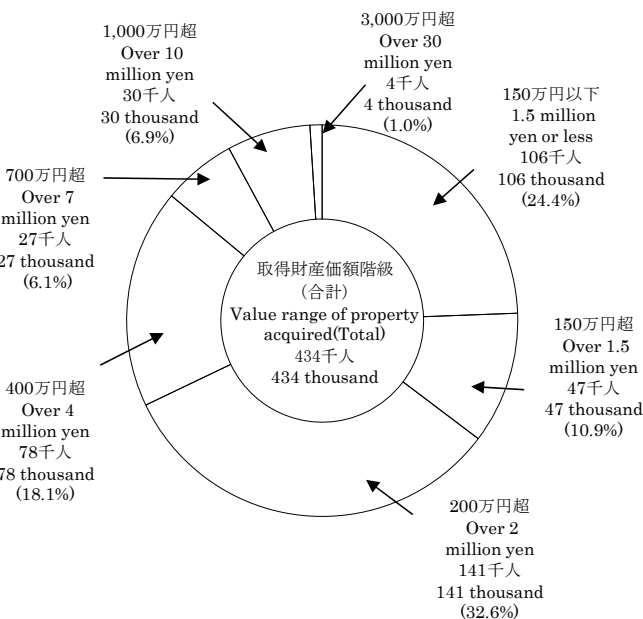 3,000万円超
Over 30
million yen
4千人
4 thousand
(1.0%)
150万円以下
1.5 million
yen or less
106千人
106 thousand
(24.4%)
150万円超
Over 1.5
million yen
47千人
47 thousand
(10.9%)
200万円超
Over 2
million yen
141千人
141 thousand
(32.6%)
400万円超
Over 4
million yen
78千人
78 thousand
(18.1%)
700万円超
Over 7
million yen
27千人
27 thousand
(6.1%)
1,000万円超
Over 10
million yen
30千人
30 thousand
(6.9%)
取得財産価額階級
（合計）
Value range of property
acquired(Total)
434千人
434 thousand